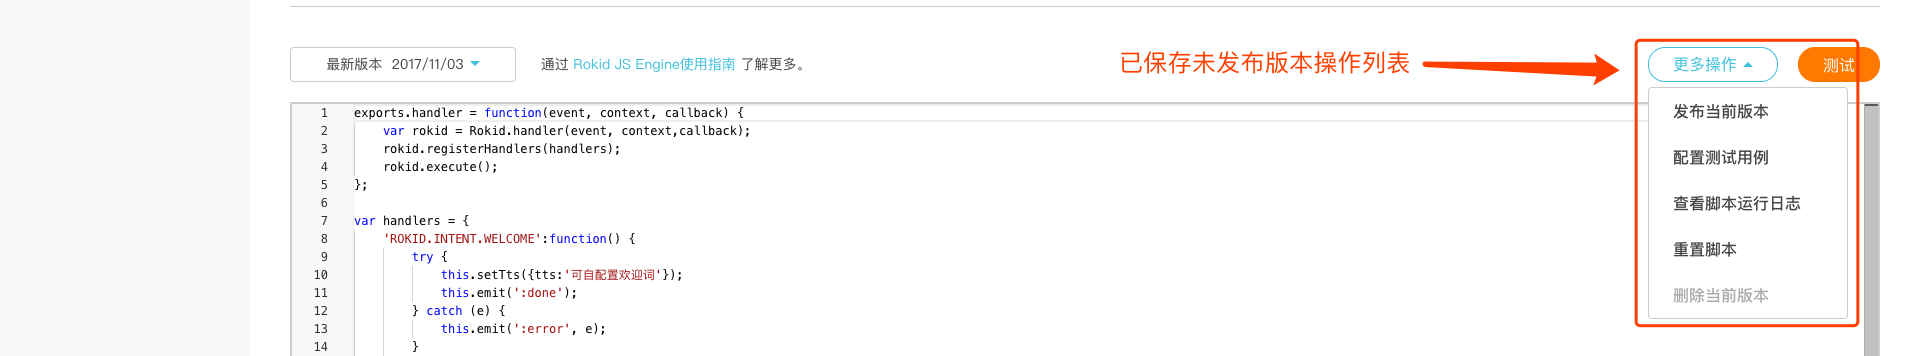 最新版本 2017/11/03 通过 Rokid JS Engine使用指南 了解更多。 已保存未发布版本操作列表 更多操作 测试
发布当前版本
配置测试用例
查看脚本运行日志
重置脚本
删除当前版本
1 exports.handler = function(event, context, callback) {
2     var rokid = Rokid.handler(event, context,callback);
3     rokid.registerHandlers(handlers);
4     rokid.execute();
5 };
6
7 var handlers = {
8     'ROKID.INTENT.WELCOME':function() {
9         try {
10             this.setTts({tts:'可自配置欢迎词'});
11             this.emit(':done');
12         } catch (e) {
13             this.emit(':error', e);
14         }